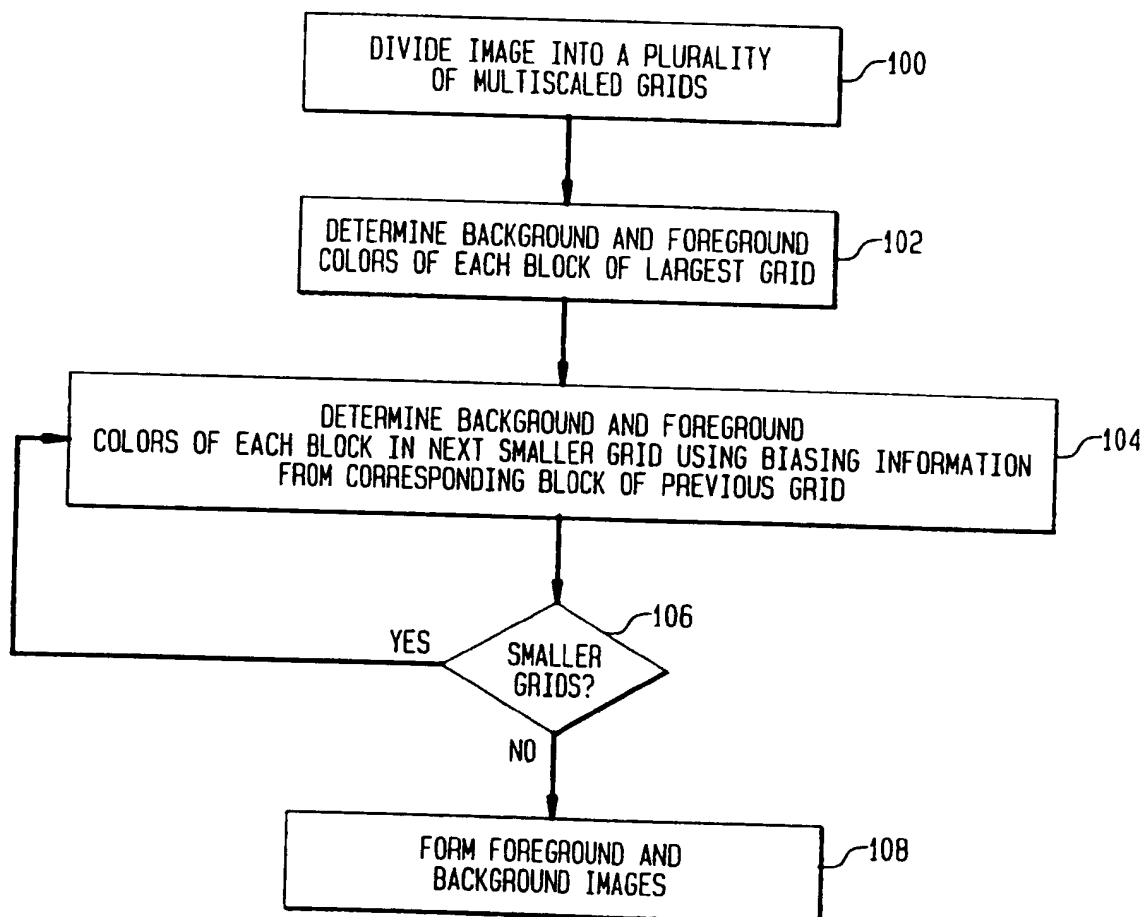 DIVIDE IMAGE INTO A PLURALITY
OF MULTISCALED GRIDS
100
DETERMINE BACKGROUND AND FOREGROUND
COLORS OF EACH BLOCK OF LARGEST GRID
102
DETERMINE BACKGROUND AND FOREGROUND
COLORS OF EACH BLOCK IN NEXT SMALLER GRID USING BIASING INFORMATION
FROM CORRESPONDING BLOCK OF PREVIOUS GRID
104
106
YES
SMALLER
GRIDS?
NO
FORM FOREGROUND AND
BACKGROUND IMAGES
108